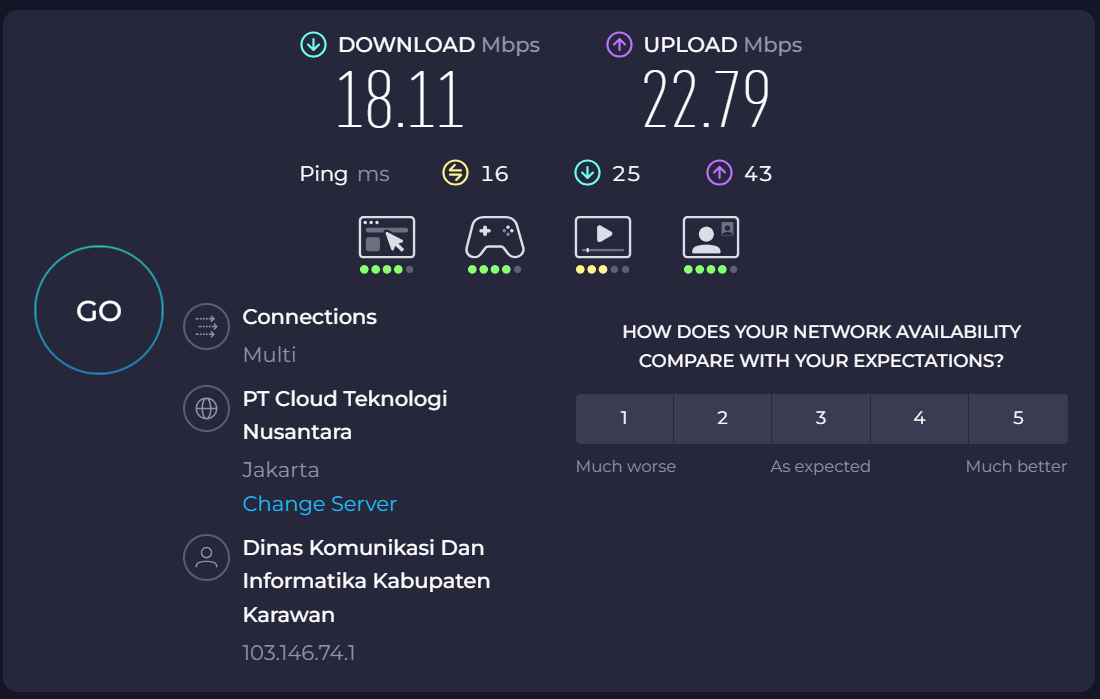 DOWNLOAD Mbps
18.11
UPLOAD Mbps
22.79
Ping ms 16 25 43
GO
Connections
Multi
PT Cloud Teknologi
Nusantara
Jakarta
Change Server
Dinas Komunikasi Dan
Informatika Kabupaten
Karawan
103.146.74.1
HOW DOES YOUR NETWORK AVAILABILITY
COMPARE WITH YOUR EXPECTATIONS?
1 2 3 4 5
Much worse As expected Much better